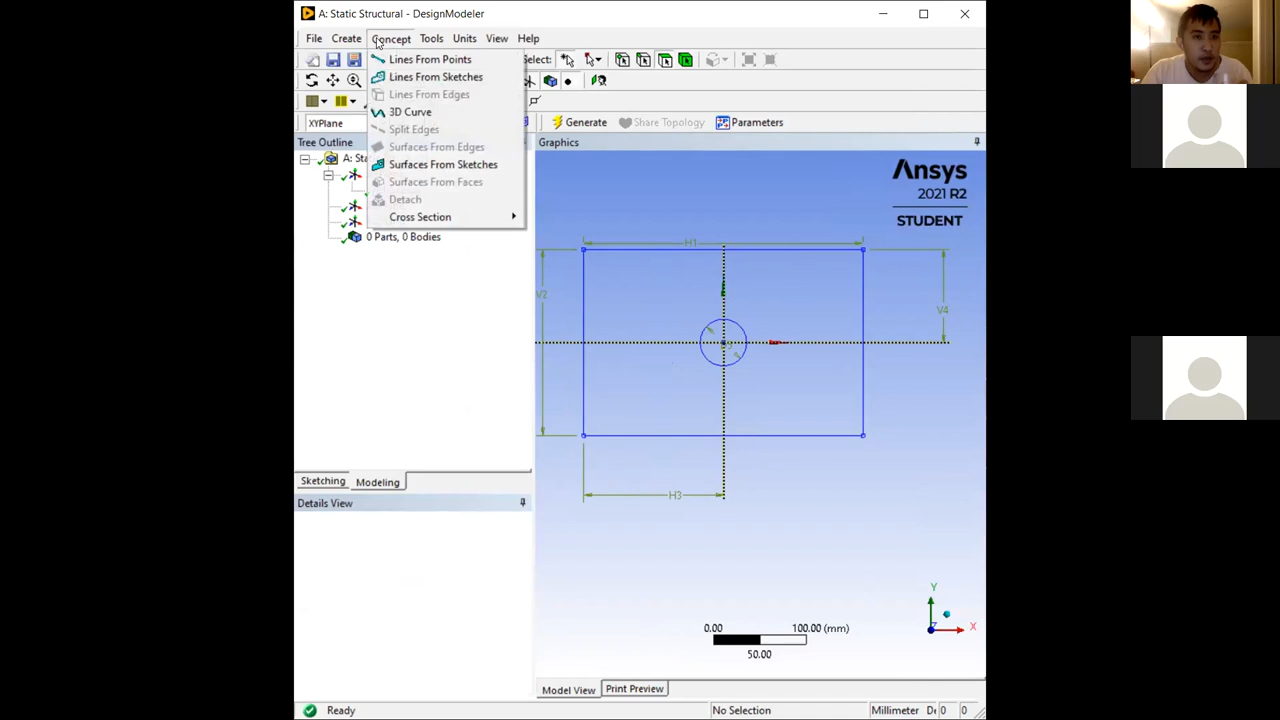 A: Static Structural - DesignModeler
File Create Concept Tools Units View Help
Lines From Points
Lines From Sketches
Lines From Edges
3D Curve
Split Edges
Surfaces From Edges
Surfaces From Sketches
Surfaces From Faces
Detach
Cross Section
Select:
XYPlane
Generate Share Topology Parameters
Tree Outline
Graphics
A: Sta
0 Parts, 0 Bodies
Ansys
2021 R2
STUDENT
H1
V2
V4
H3
Sketching Modeling
Details View
Y
X
0.00 100.00 (mm)
50.00
Model View Print Preview
Ready No Selection Millimeter De 0 0